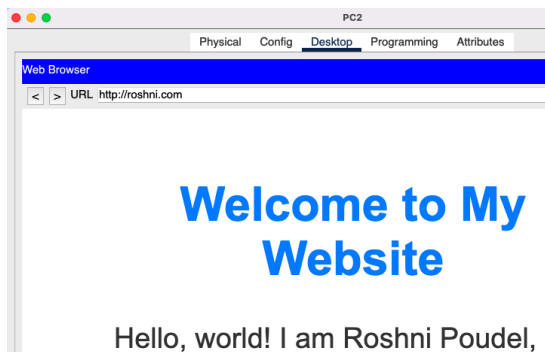 PC2
Physical Config Desktop Programming Attributes
Web Browser
< > URL http://roshni.com
Welcome to My
Website
Hello, world! I am Roshni Poudel,